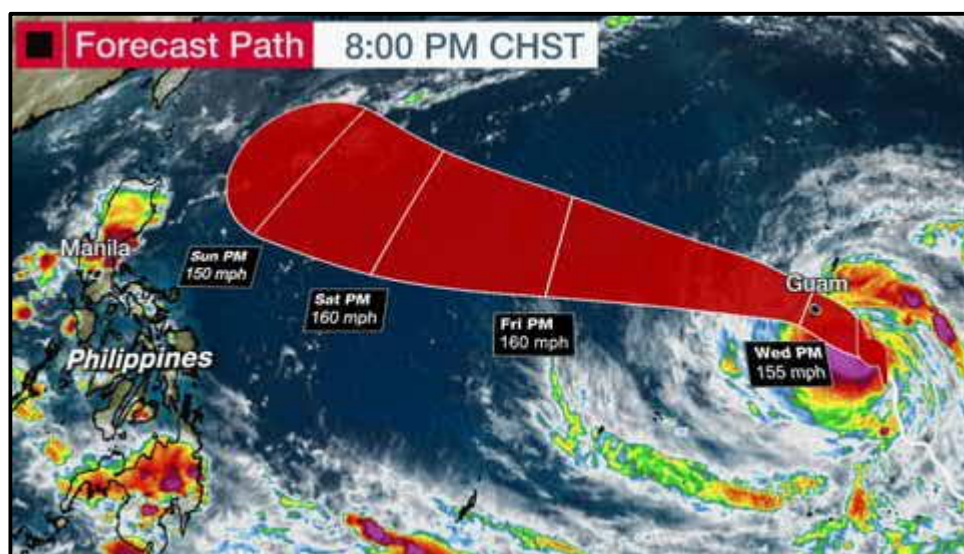 Forecast Path 8:00 PM CHST
Guam
Manila
Sun PM
150 mph
Sat PM
160 mph
Fri PM
160 mph
Wed PM
155 mph
Philippines